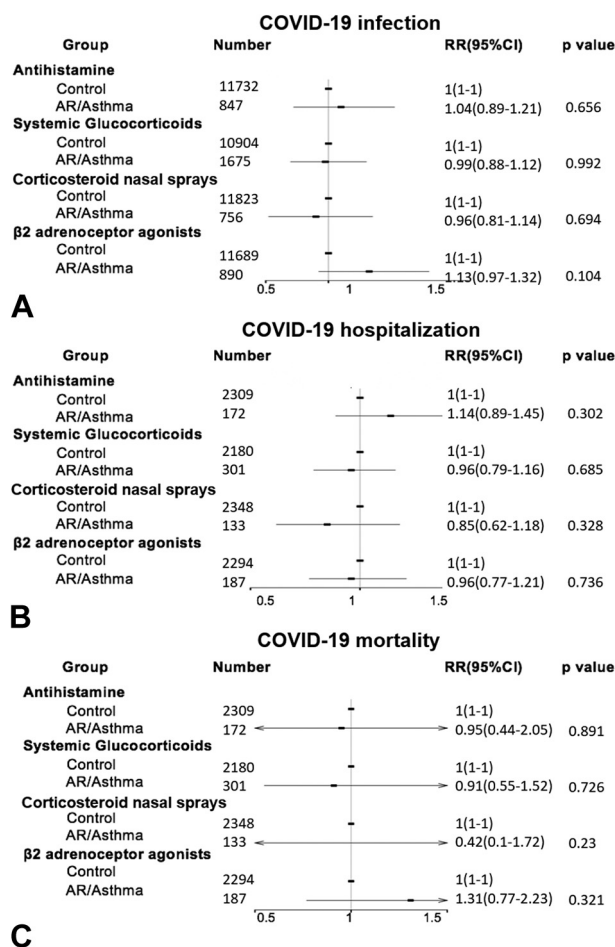 COVID-19 infection
Group Number RR(95%CI) p value
Antihistamine
Control 11732 1(1-1)
AR/Asthma 847 1.04(0.89-1.21) 0.656
Systemic Glucocorticoids
Control 10904 1(1-1)
AR/Asthma 1675 0.99(0.88-1.12) 0.992
Corticosteroid nasal sprays
Control 11823 1(1-1)
AR/Asthma 756 0.96(0.81-1.14) 0.694
β2 adrenoceptor agonists
Control 11689 1(1-1)
AR/Asthma 890 1.13(0.97-1.32) 0.104
0.5 1 1.5
A
COVID-19 hospitalization
Group Number RR(95%CI) p value
Antihistamine
Control 2309 1(1-1)
AR/Asthma 172 1.14(0.89-1.45) 0.302
Systemic Glucocorticoids
Control 2180 1(1-1)
AR/Asthma 301 0.96(0.79-1.16) 0.685
Corticosteroid nasal sprays
Control 2348 1(1-1)
AR/Asthma 133 0.85(0.62-1.18) 0.328
β2 adrenoceptor agonists
Control 2294 1(1-1)
AR/Asthma 187 0.96(0.77-1.21) 0.736
0.5 1 1.5
B
COVID-19 mortality
Group Number RR(95%CI) p value
Antihistamine
Control 2309 1(1-1)
AR/Asthma 172 0.95(0.44-2.05) 0.891
Systemic Glucocorticoids
Control 2180 1(1-1)
AR/Asthma 301 0.91(0.55-1.52) 0.726
Corticosteroid nasal sprays
Control 2348 1(1-1)
AR/Asthma 133 0.42(0.1-1.72) 0.23
β2 adrenoceptor agonists
Control 2294 1(1-1)
AR/Asthma 187 1.31(0.77-2.23) 0.321
0.5 1 1.5
C